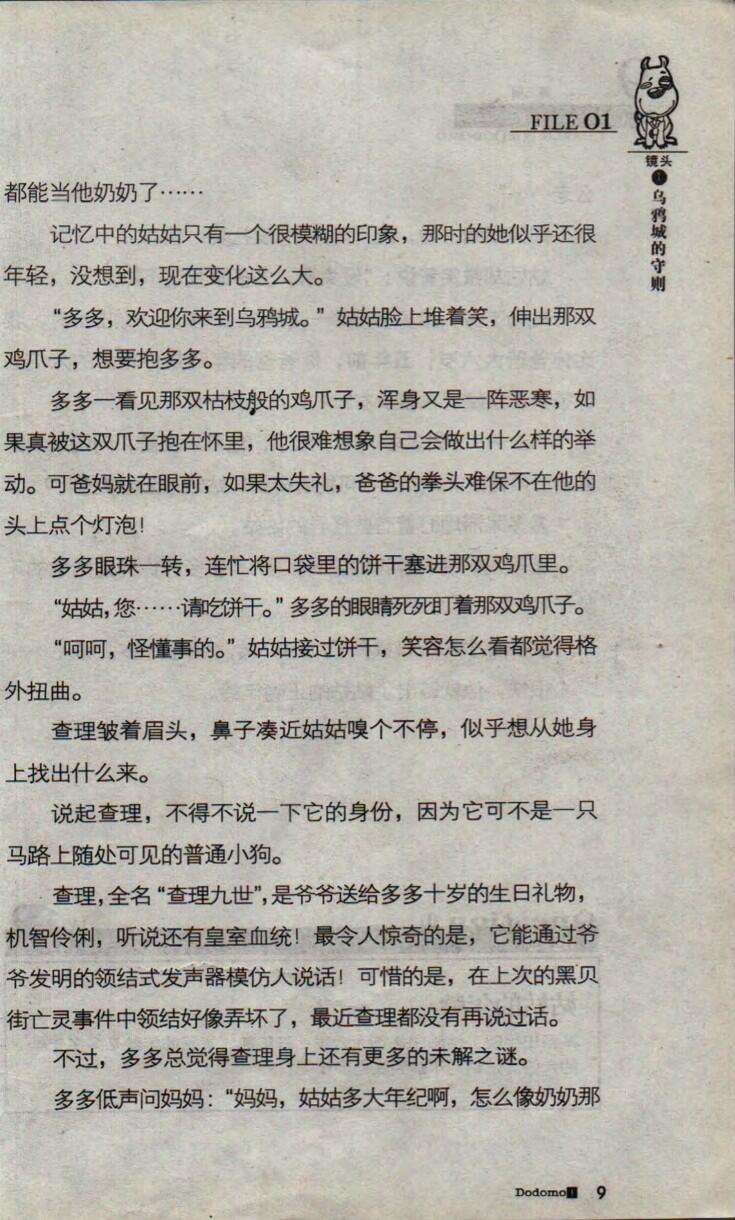 FILE 01
镜头
1
乌鸦城的守则
都能当他奶奶了……
记忆中的姑姑只有一个很模糊的印象，那时的她似乎还很
年轻，没想到，现在变化这么大。
“多多，欢迎你来到乌鸦城。”姑姑脸上堆着笑，伸出那双
鸡爪子，想要抱多多。
多多一看见那双枯枝般的鸡爪子，浑身又是一阵恶寒，如
果真被这双爪子抱在怀里，他很难想象自己会做出什么样的举
动。可爸妈就在眼前，如果太失礼，爸爸的拳头难保不在他的
头上点个灯泡！
多多眼珠一转，连忙将口袋里的饼干塞进那双鸡爪里。
“姑姑，您……请吃饼干。”多多的眼睛死死盯着那双鸡爪子。
“呵呵，怪懂事的。”姑姑接过饼干，笑容怎么看都觉得格
外扭曲。
查理皱着眉头，鼻子凑近姑姑嗅个不停，似乎想从她身
上找出什么来。
说起查理，不得不说一下它的身份，因为它可不是一只
马路上随处可见的普通小狗。
查理，全名“查理九世”，是爷爷送给多多十岁的生日礼物，
机智伶俐，听说还有皇室血统！最令人惊奇的是，它能通过爷
爷发明的领结式发声器模仿人说话！可惜的是，在上次的黑贝
街亡灵事件中领结好像弄坏了，最近查理都没有再说过话。
不过，多多总觉得查理身上还有更多的未解之谜。
多多低声问妈妈：“妈妈，姑姑多大年纪啊，怎么像奶奶那
Dodomo1 9